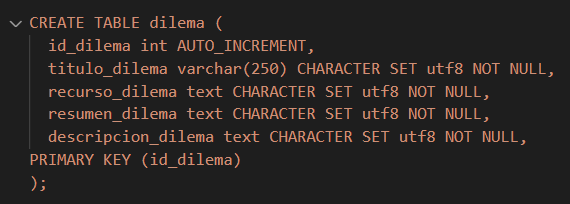 CREATE TABLE dilema (
id_dilema int AUTO_INCREMENT,
titulo_dilema varchar(250) CHARACTER SET utf8 NOT NULL,
recurso_dilema text CHARACTER SET utf8 NOT NULL,
resumen_dilema text CHARACTER SET utf8 NOT NULL,
descripcion_dilema text CHARACTER SET utf8 NOT NULL,
PRIMARY KEY (id_dilema)
);